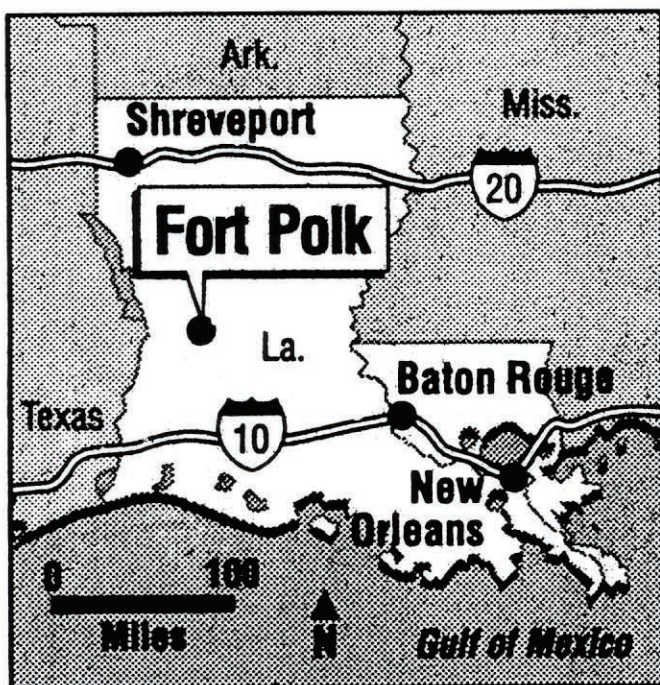 Ark.
Miss.
Shreveport
20
Fort Polk
La.
Baton Rouge
Texas
10
New
Orleans
0 100
Miles
N
Gulf of Mexico